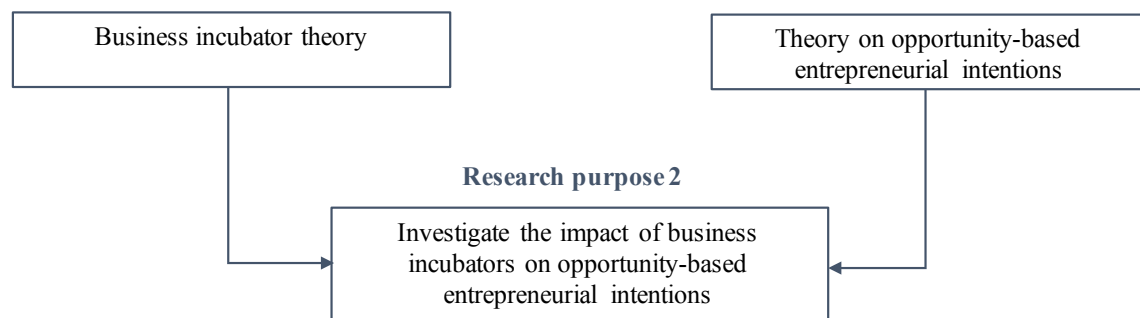 Business incubator theory
Theory on opportunity-based
entrepreneurial intentions
Research purpose 2
Investigate the impact of business
incubators on opportunity-based
entrepreneurial intentions